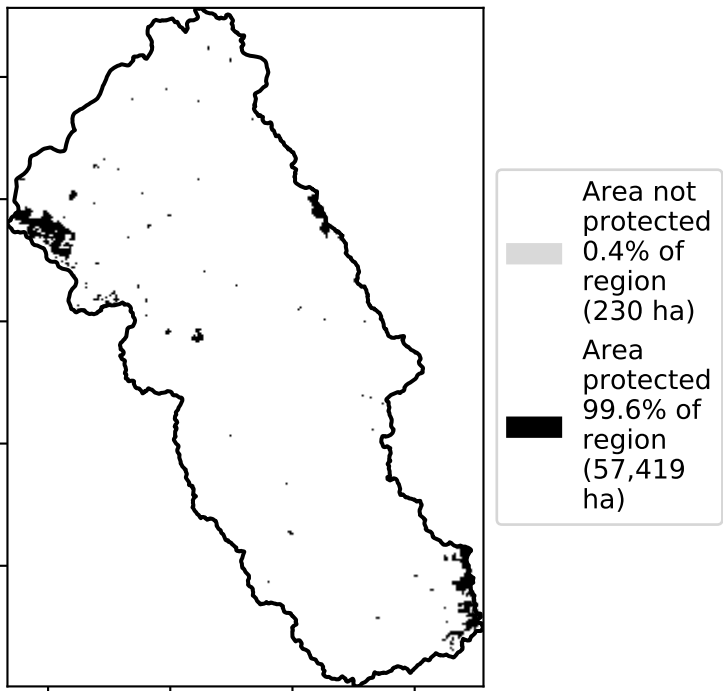 Area not
protected
0.4% of
region
(230 ha)
Area
protected
99.6% of
region
(57,419
ha)